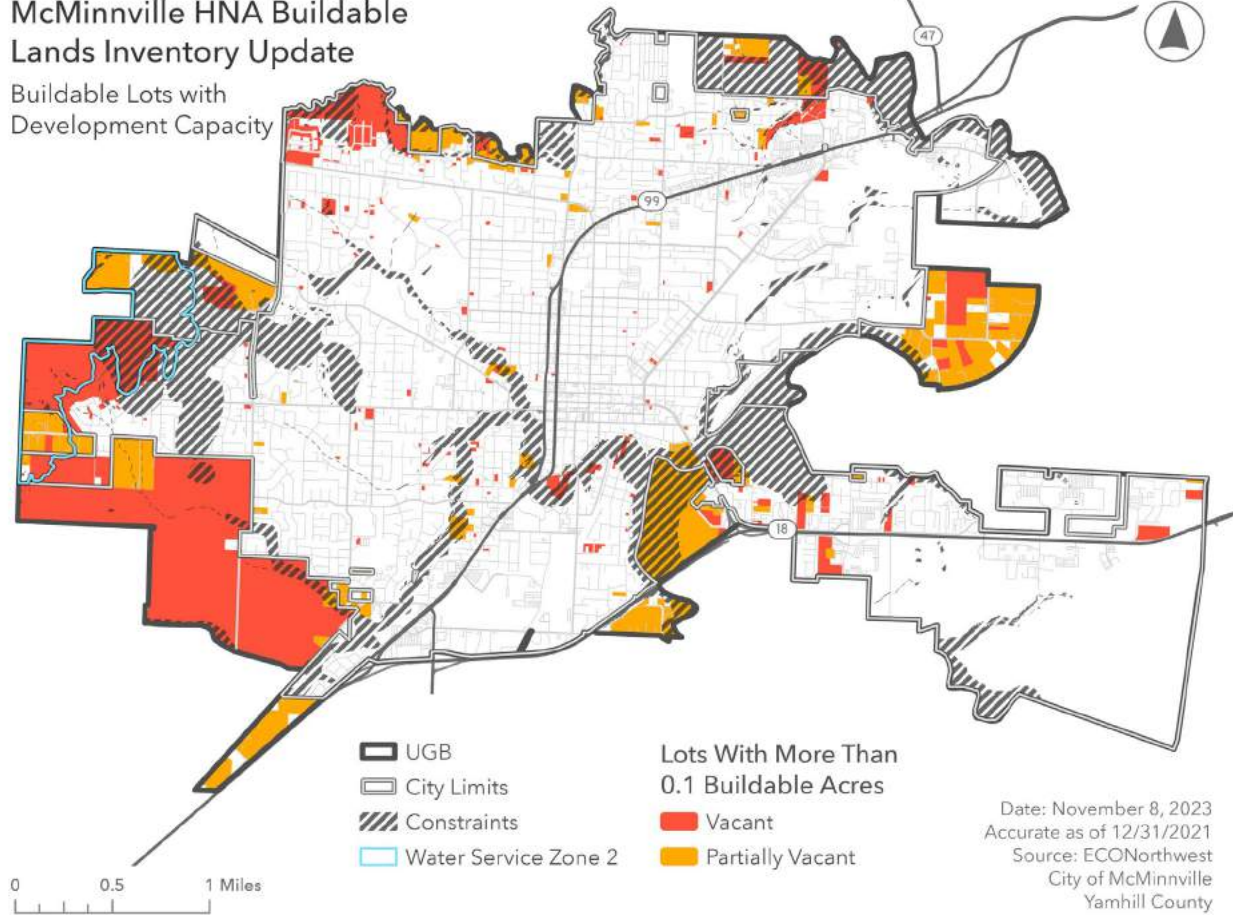 McMinnville HNA Buildable
Lands Inventory Update
Buildable Lots with
Development Capacity
47
99
18
UGB
City Limits
Constraints
Water Service Zone 2
Lots With More Than
0.1 Buildable Acres
Vacant
Partially Vacant
Date: November 8, 2023
Accurate as of 12/31/2021
Source: ECONorthwest
City of McMinnville
Yamhill County
0 0.5 1 Miles